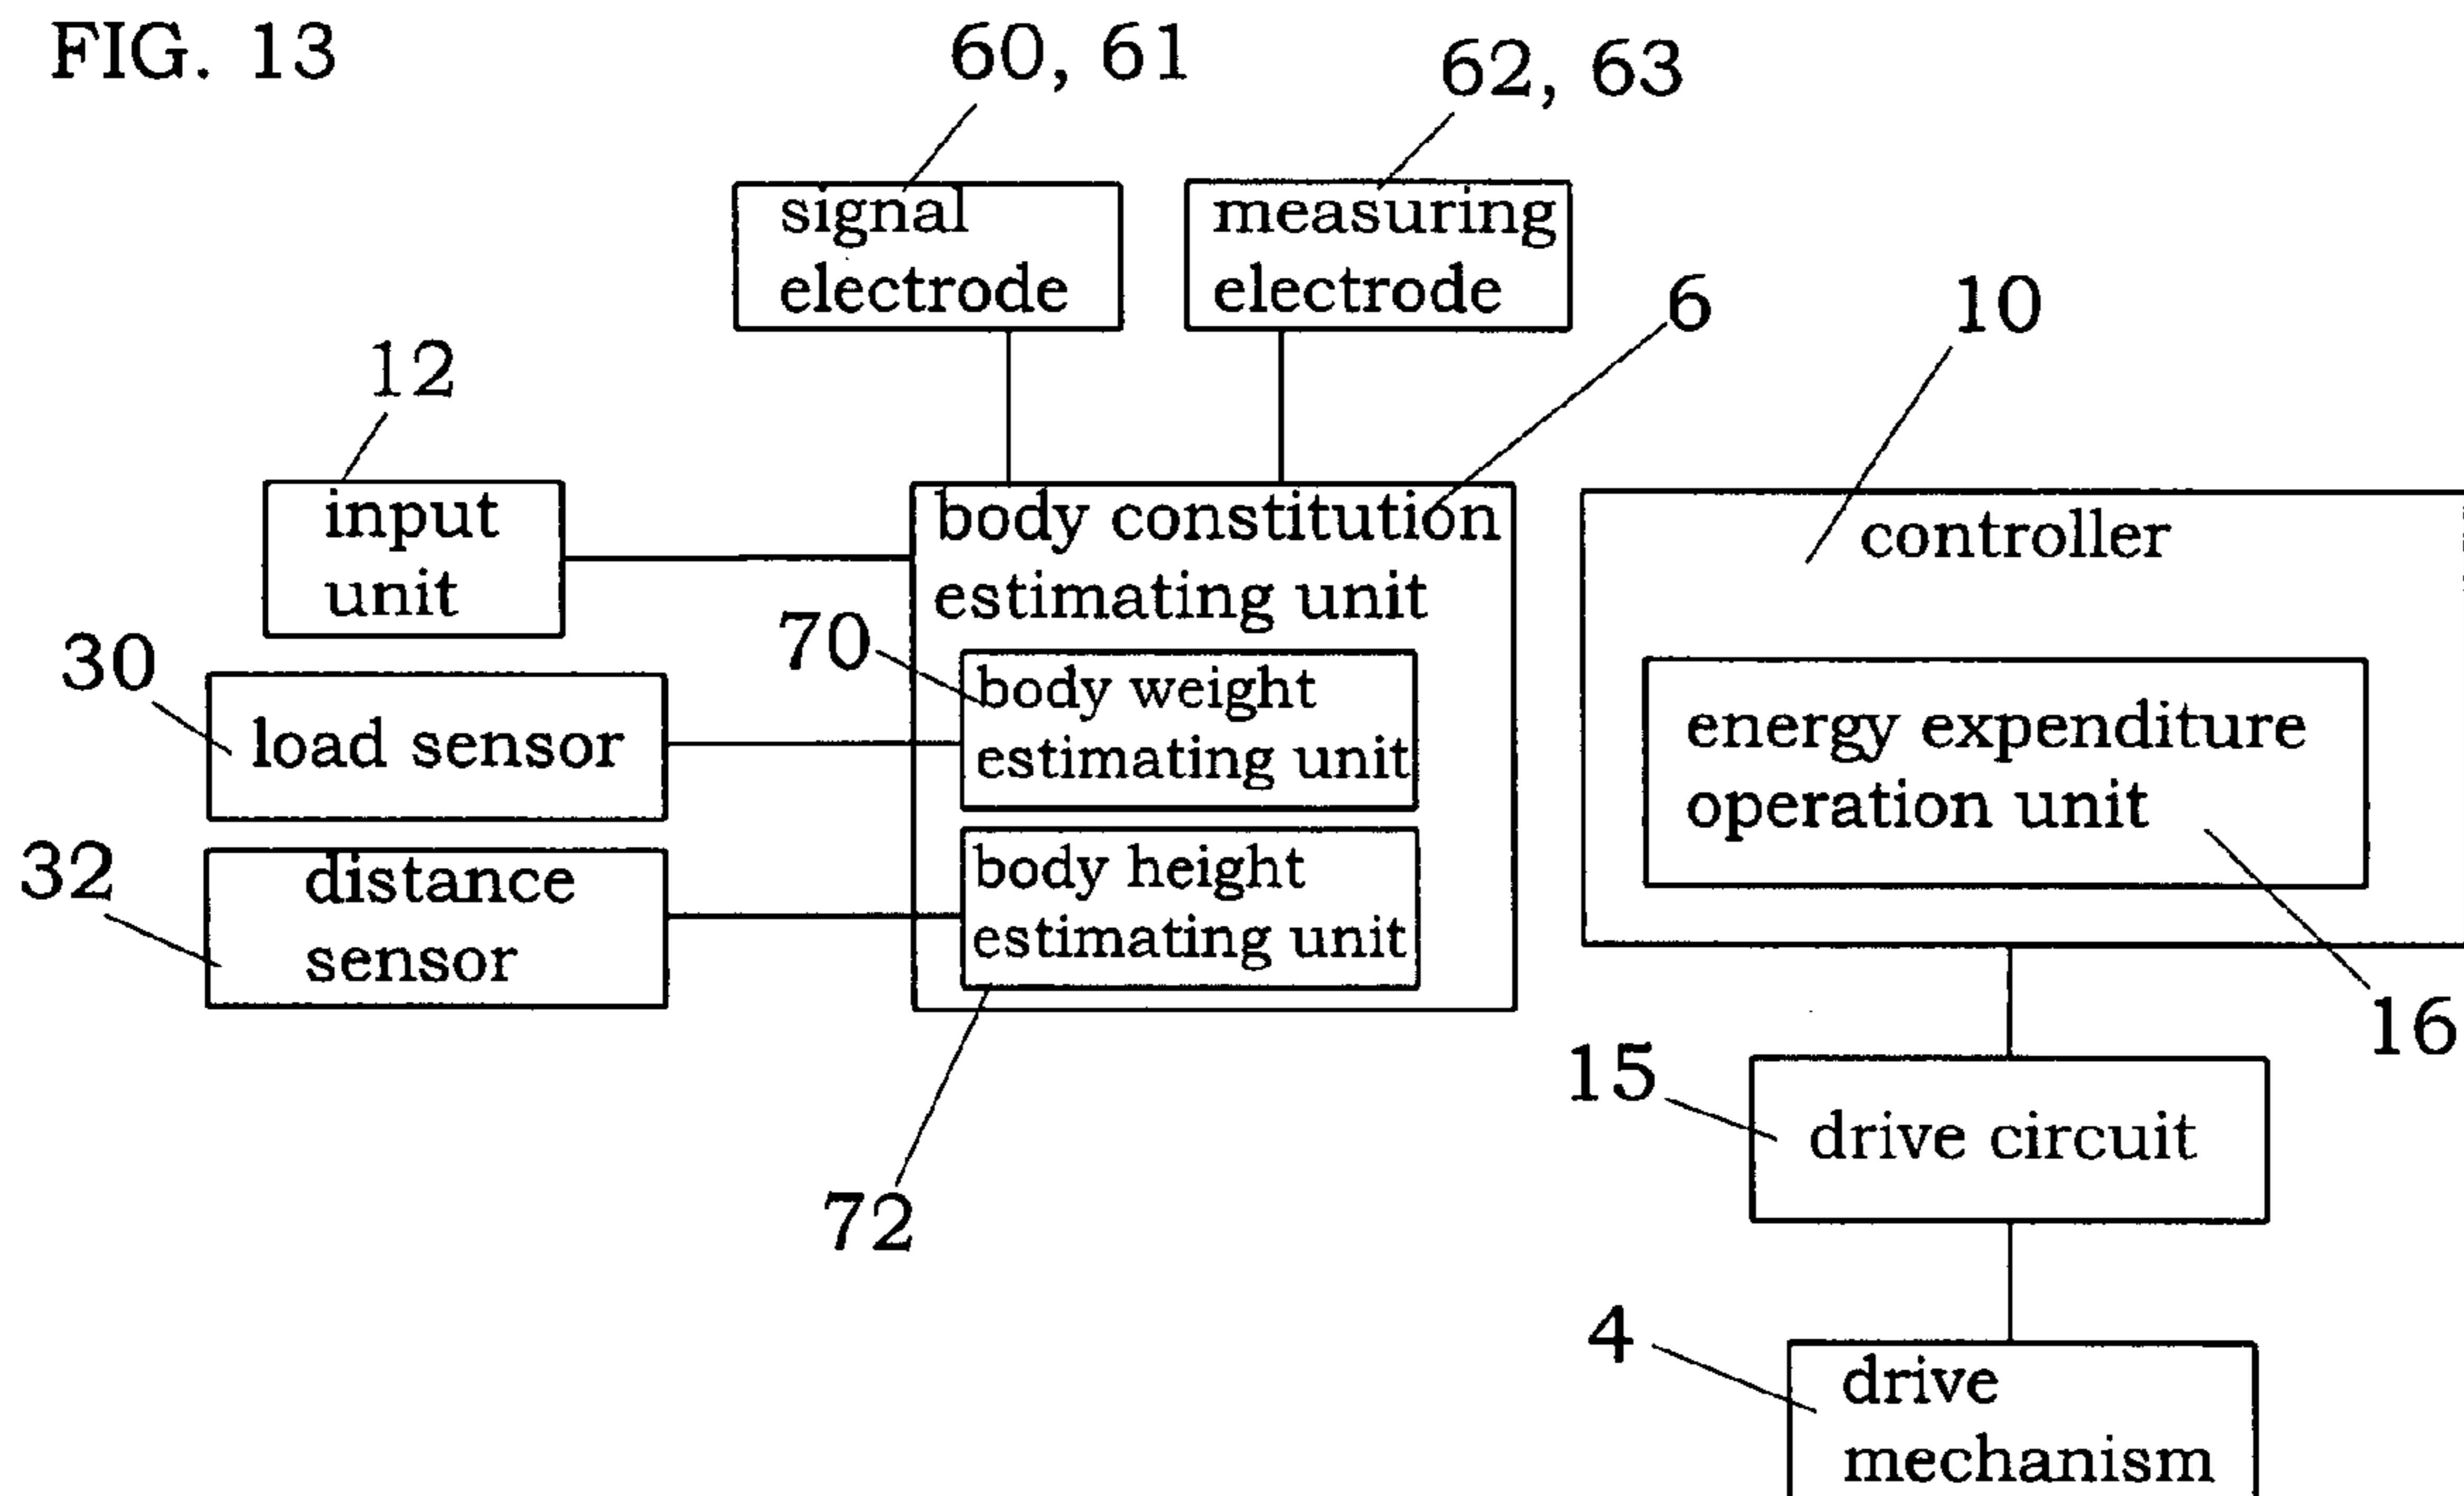 FIG. 13
60, 61
62, 63
signal
electrode
measuring
electrode
6
10
12
input
unit
body constitution
estimating unit
controller
30
load sensor
70
body weight
estimating unit
energy expenditure
operation unit
32
distance
sensor
body height
estimating unit
16
72
15
drive circuit
4
drive
mechanism